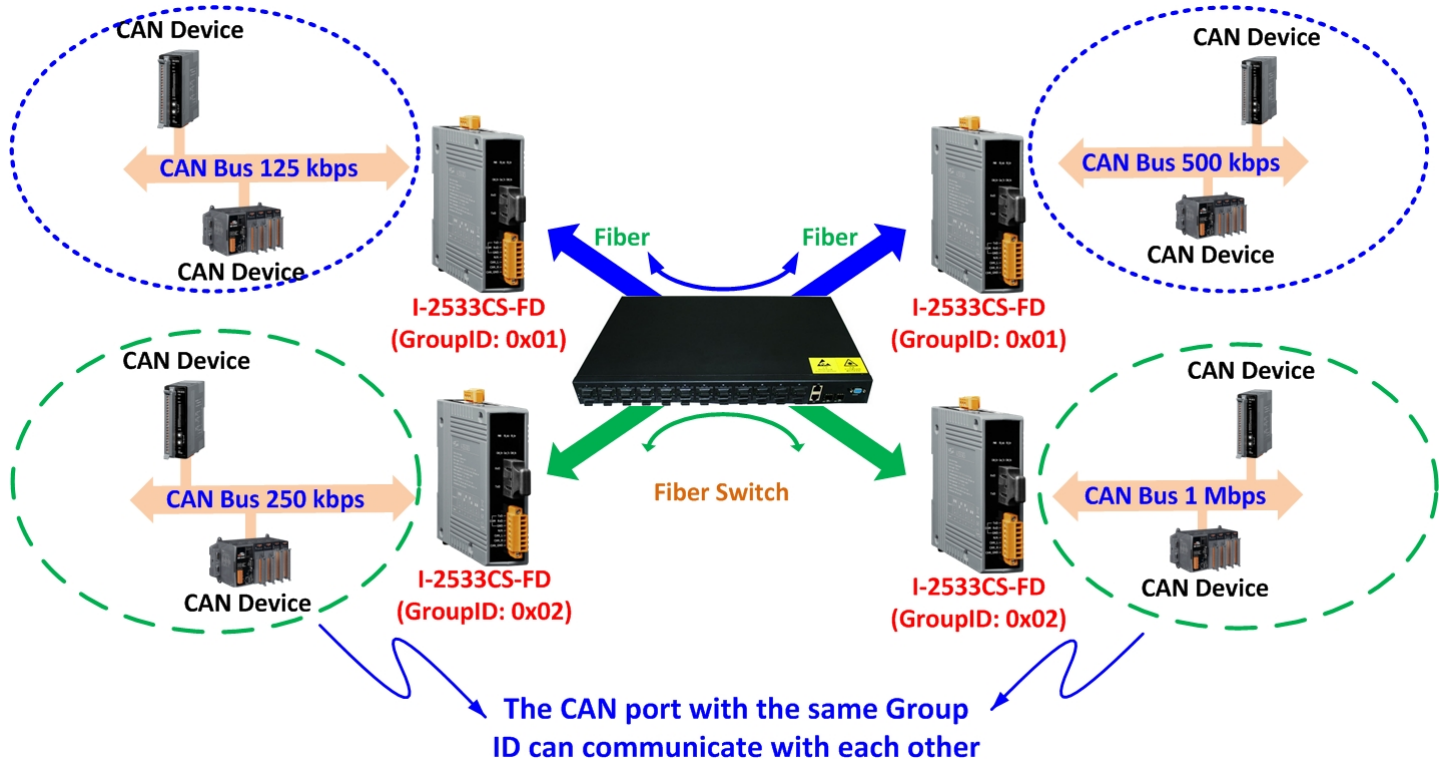 CAN Device
CAN Bus 125 kbps
CAN Device
I-2533CS-FD
(GroupID: 0x01)
Fiber
Fiber
CAN Device
CAN Bus 500 kbps
CAN Device
I-2533CS-FD
(GroupID: 0x01)
CAN Device
CAN Bus 250 kbps
CAN Device
I-2533CS-FD
(GroupID: 0x02)
Fiber Switch
CAN Device
CAN Bus 1 Mbps
CAN Device
I-2533CS-FD
(GroupID: 0x02)
The CAN port with the same Group
ID can communicate with each other